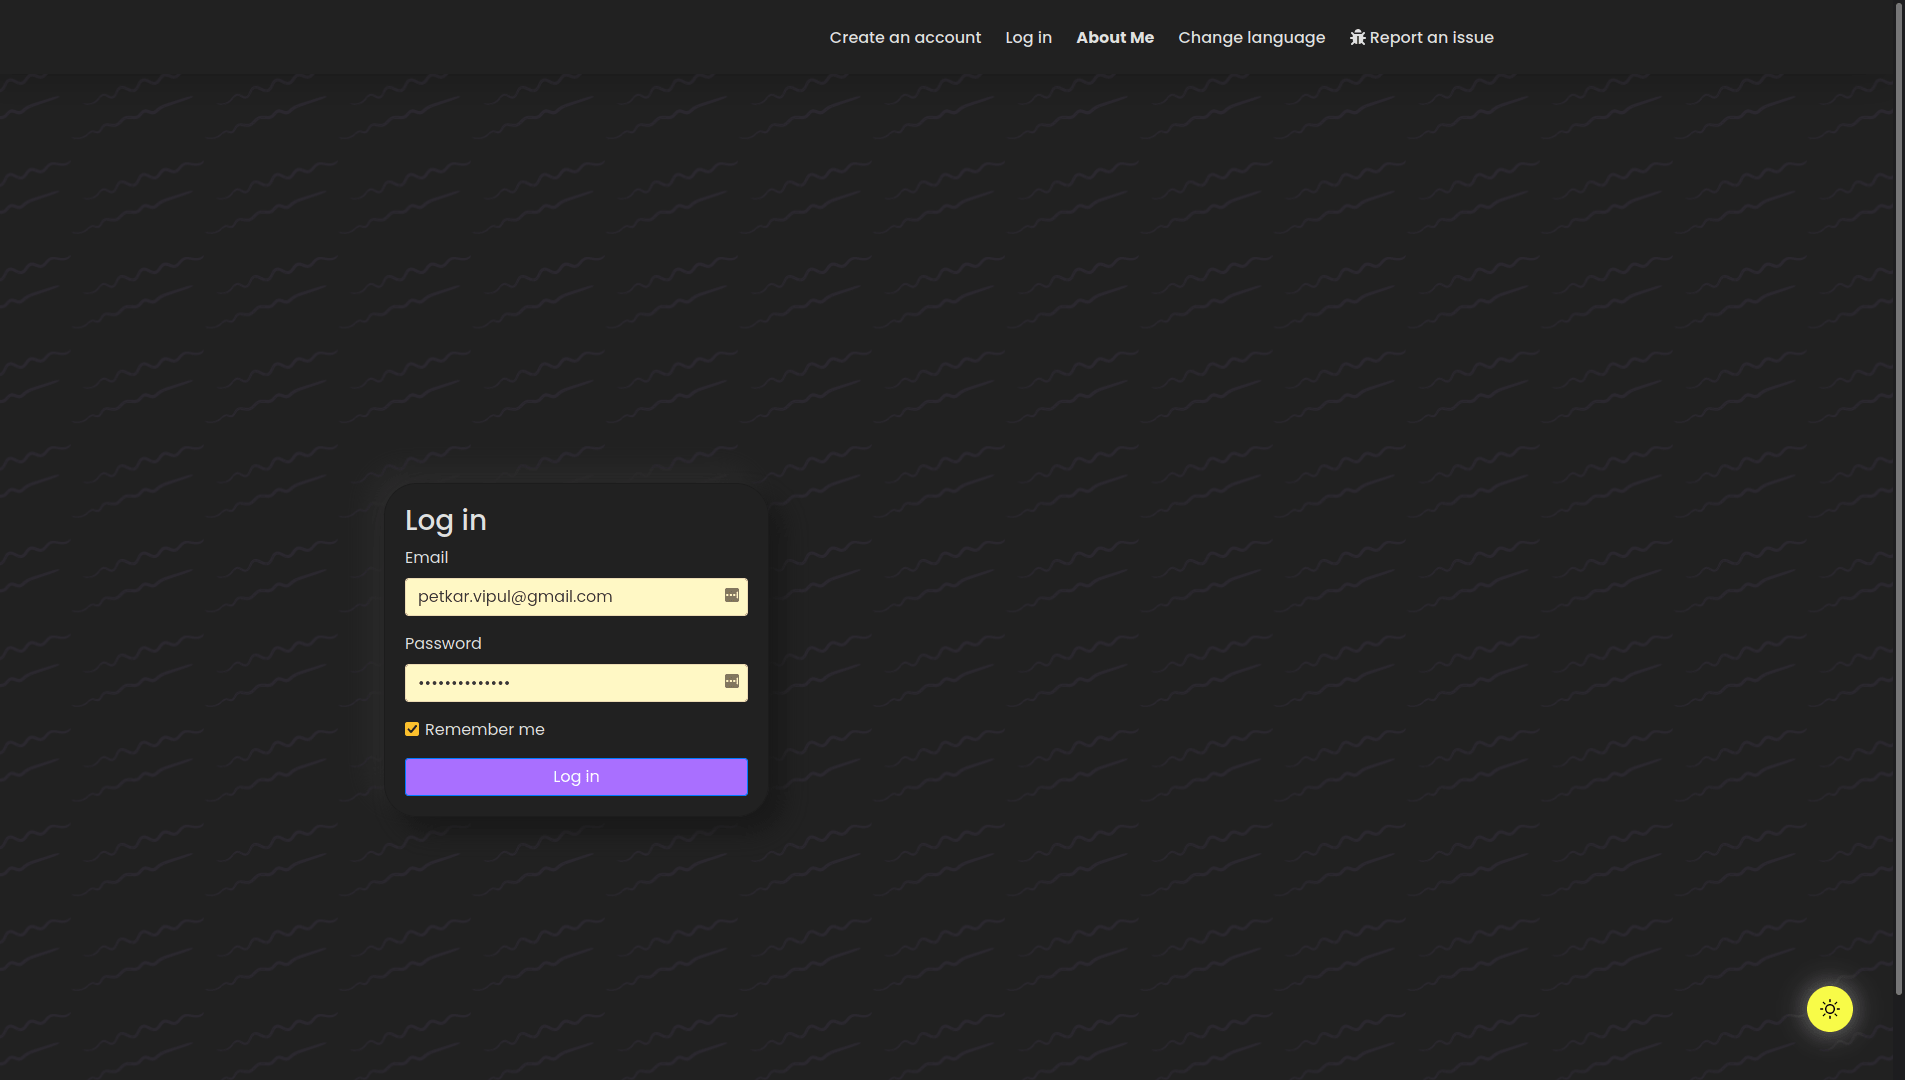 Create an account Log in About Me Change language Report an issue
Log in
Email
petkar.vipul@gmail.com
Password
••••••••••••••
Remember me
Log in